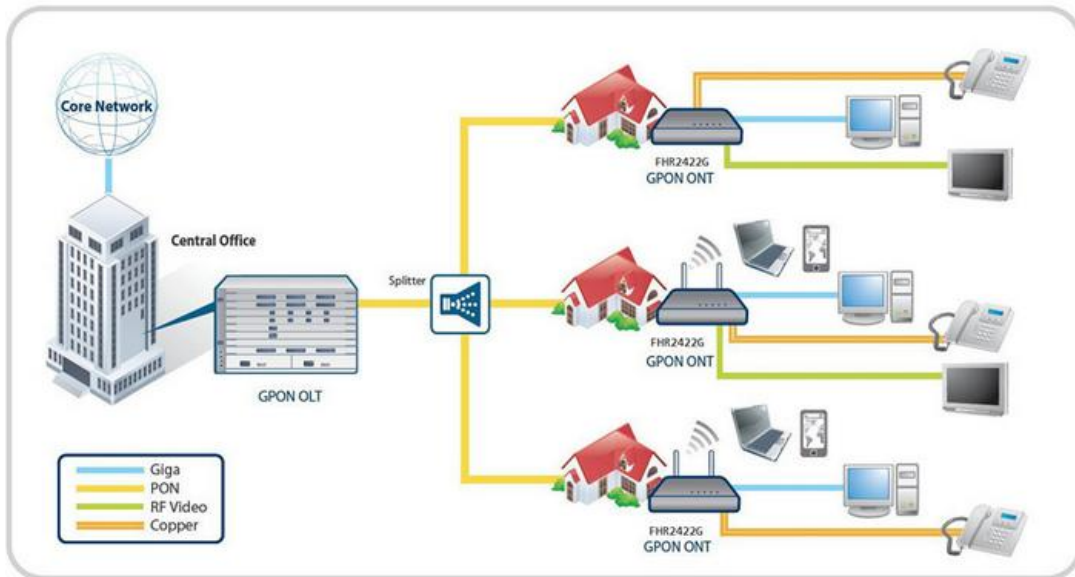 Core Network
Central Office
GPON OLT
Splitter
FHR2422G
GPON ONT
FHR2422G
GPON ONT
FHR2422G
GPON ONT
Giga
PON
RF Video
Copper